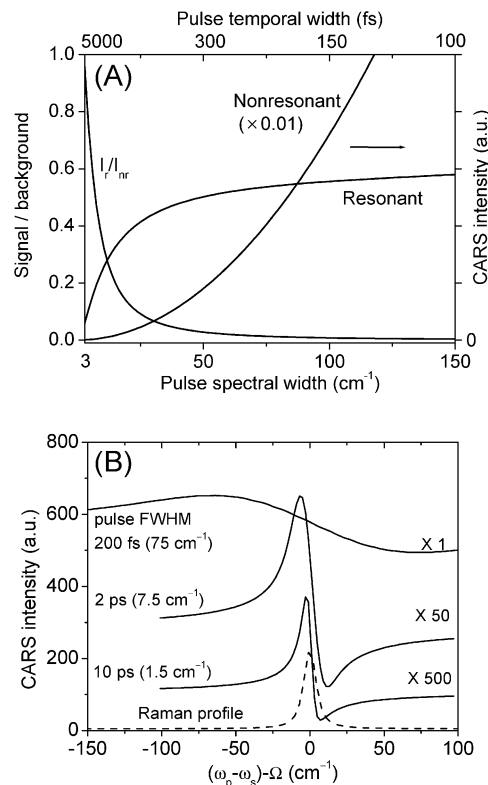 Pulse temporal width (fs)
5000 300 150 100
(A)
1.0
0.8
0.6
0.4
0.2
0.0
Signal / background
Nonresonant
(×0.01)
I_r/I_nr
Resonant
CARS intensity (a.u.)
0
3 50 100 150
Pulse spectral width (cm⁻¹)
(B)
800
600
400
200
0
CARS intensity (a.u.)
pulse FWHM
200 fs (75 cm⁻¹)
X 1
2 ps (7.5 cm⁻¹)
X 50
10 ps (1.5 cm⁻¹)
X 500
Raman profile
-150 -100 -50 0 50 100
(ω_p-ω_s)-Ω (cm⁻¹)